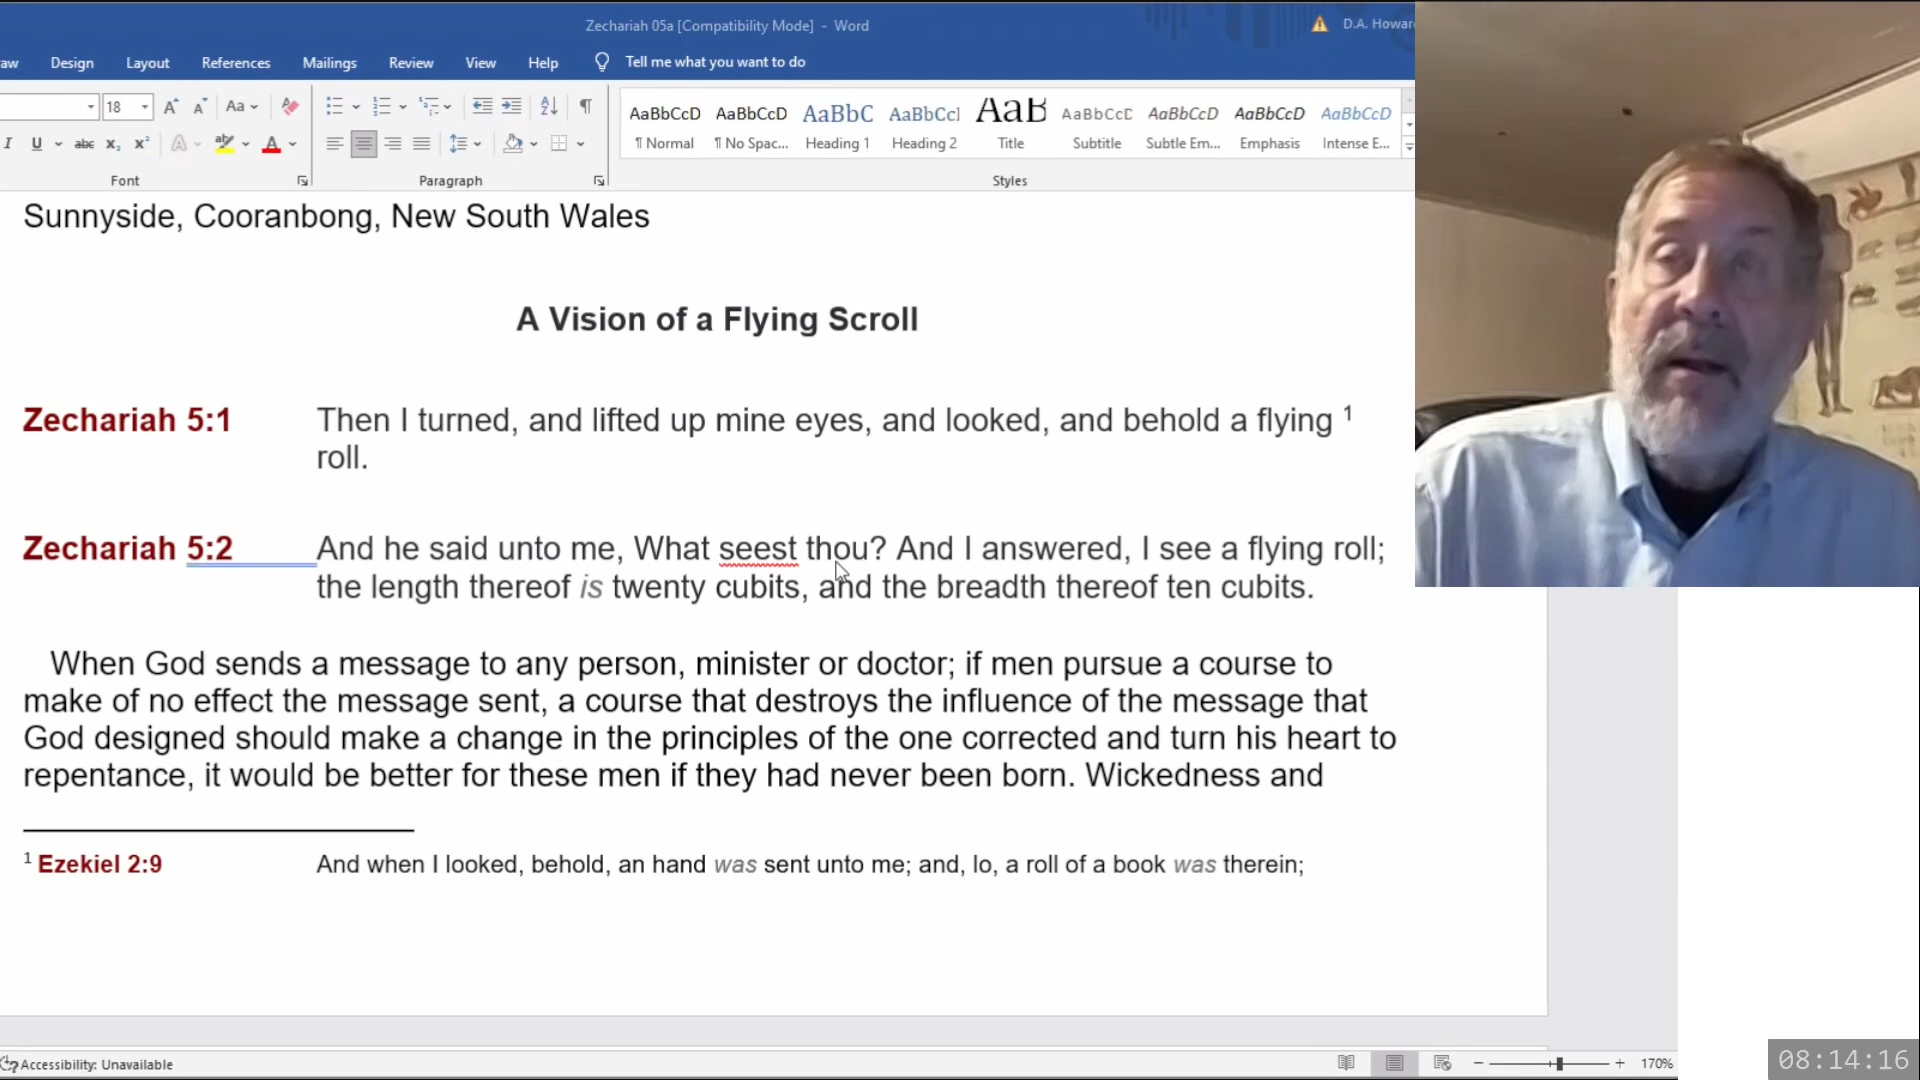 Zechariah 05a [Compatibility Mode] - Word
D.A. Howar
aw Design Layout References Mailings Review View Help Tell me what you want to do
18 Aa
I U abc x₂ x² A ab A
AaBbCcD AaBbCcD AaBbC AaBbCcI AaB AaBbCcD AaBbCcD AaBbCcD AaBbCcD
¶ Normal ¶ No Spac... Heading 1 Heading 2 Title Subtitle Subtle Em... Emphasis Intense E...
Font Paragraph Styles
Sunnyside, Cooranbong, New South Wales
A Vision of a Flying Scroll
Zechariah 5:1 Then I turned, and lifted up mine eyes, and looked, and behold a flying ¹
roll.
Zechariah 5:2 And he said unto me, What seest thou? And I answered, I see a flying roll;
the length thereof is twenty cubits, and the breadth thereof ten cubits.
When God sends a message to any person, minister or doctor; if men pursue a course to
make of no effect the message sent, a course that destroys the influence of the message that
God designed should make a change in the principles of the one corrected and turn his heart to
repentance, it would be better for these men if they had never been born. Wickedness and
¹ Ezekiel 2:9 And when I looked, behold, an hand was sent unto me; and, lo, a roll of a book was therein;
Accessibility: Unavailable
170%
08:14:16